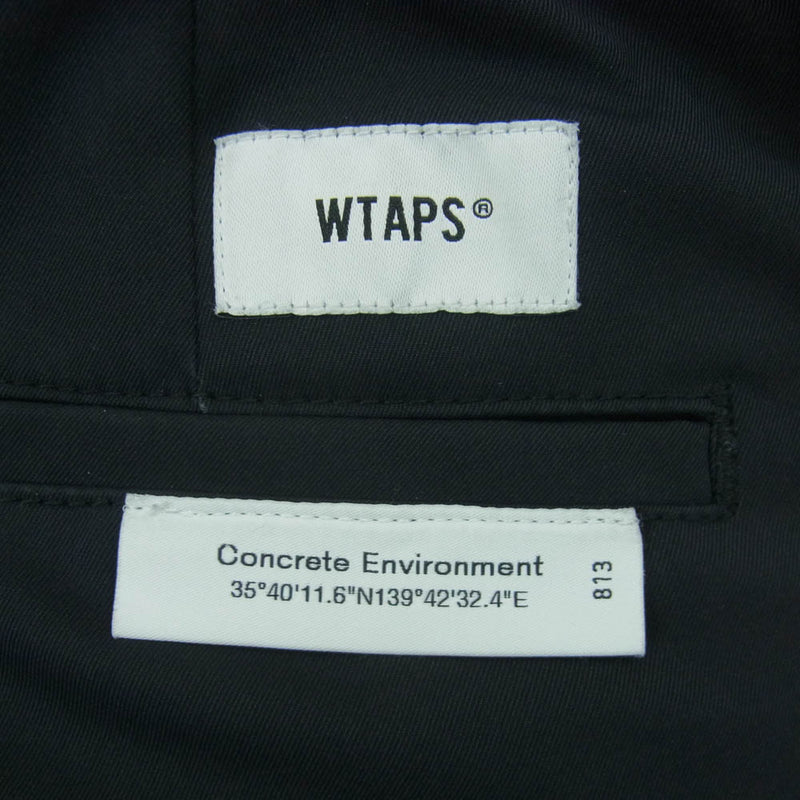 WTAPS®
Concrete Environment
35°40'11.6"N139°42'32.4"E
813